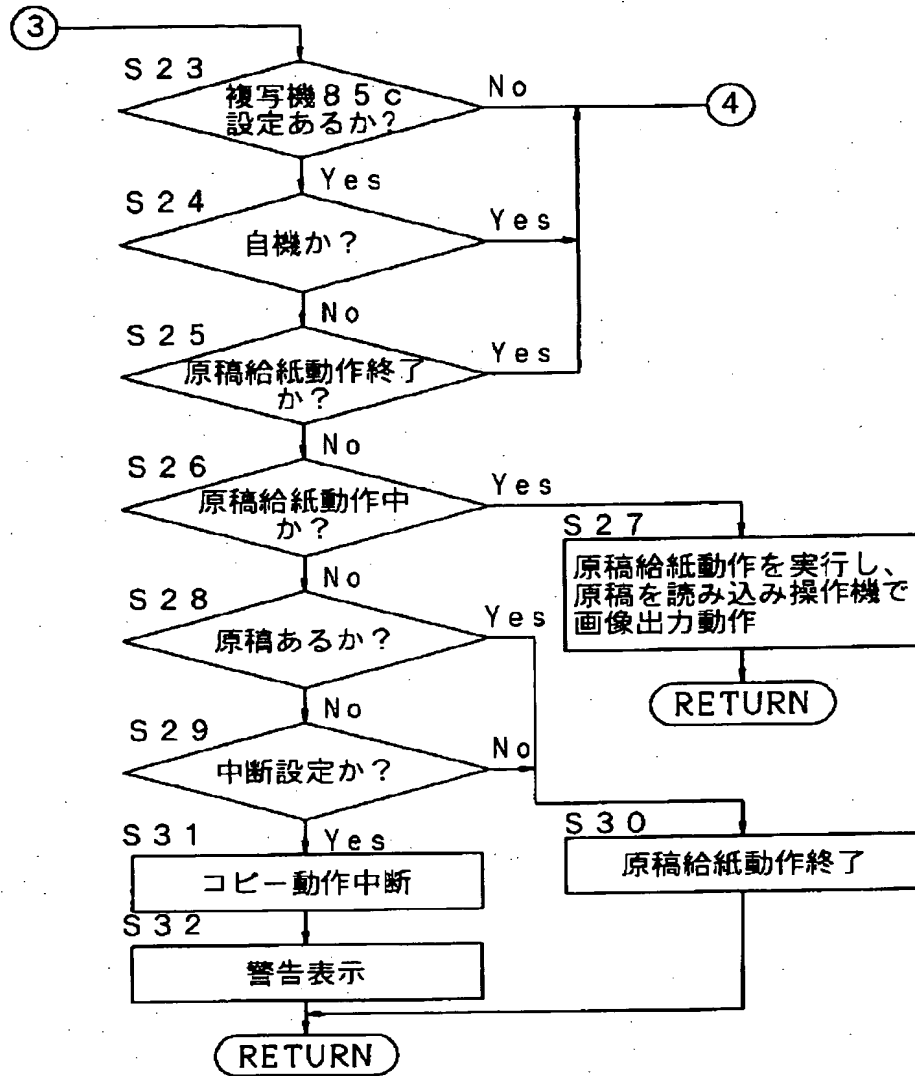 ③
S23
複写機85c
設定あるか?
No
④
Yes
S24
自機か?
Yes
No
S25
原稿給紙動作終了
か?
Yes
No
S26
原稿給紙動作中
か?
Yes
S27
原稿給紙動作を実行し、
原稿を読み込み操作機で
画像出力動作
RETURN
No
S28
原稿あるか?
Yes
No
S29
中断設定か?
No
S30
原稿給紙動作終了
Yes
S31
コピー動作中断
S32
警告表示
RETURN